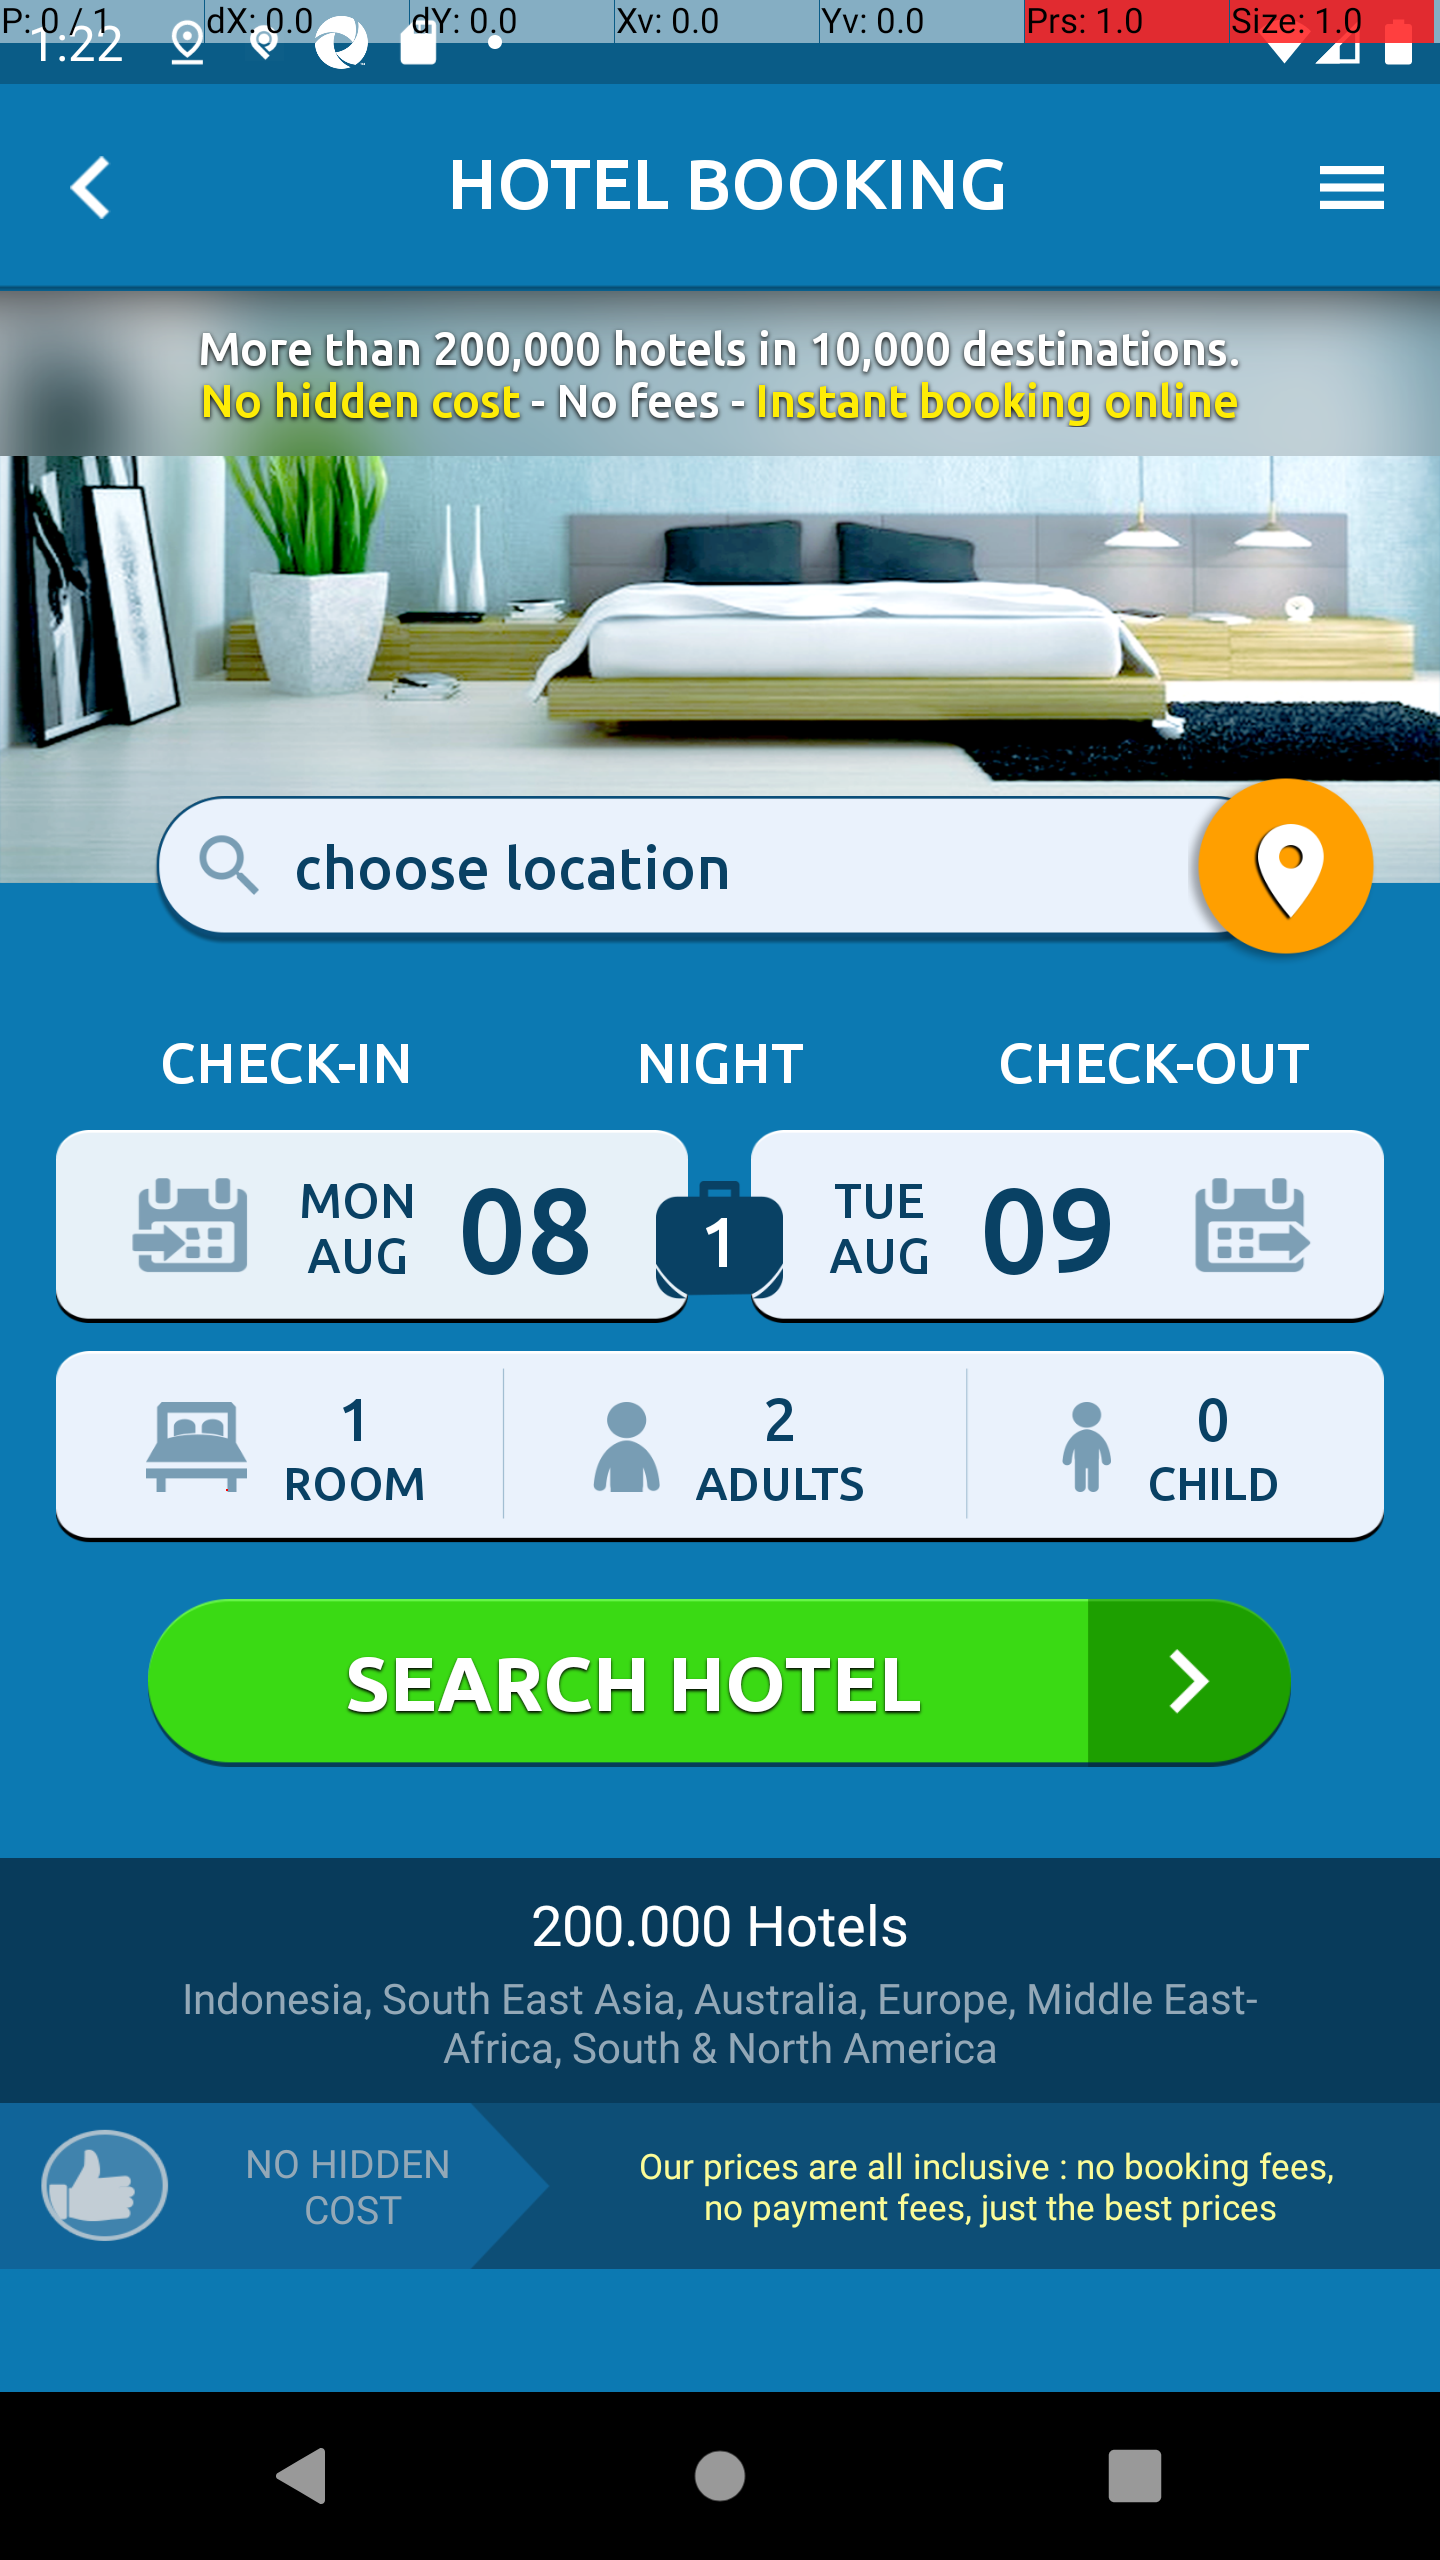 P: 0 / 1 dX: 0.0 dY: 0.0 Xv: 0.0 Yv: 0.0 Prs: 1.0 Size: 1.0
1:22
HOTEL BOOKING
More than 200,000 hotels in 10,000 destinations.
No hidden cost - No fees - Instant booking online
choose location
CHECK-IN NIGHT CHECK-OUT
MON AUG 08
1
TUE AUG 09
1 ROOM
2 ADULTS
0 CHILD
SEARCH HOTEL
200.000 Hotels
Indonesia, South East Asia, Australia, Europe, Middle East-
Africa, South & North America
NO HIDDEN
COST
Our prices are all inclusive : no booking fees,
no payment fees, just the best prices